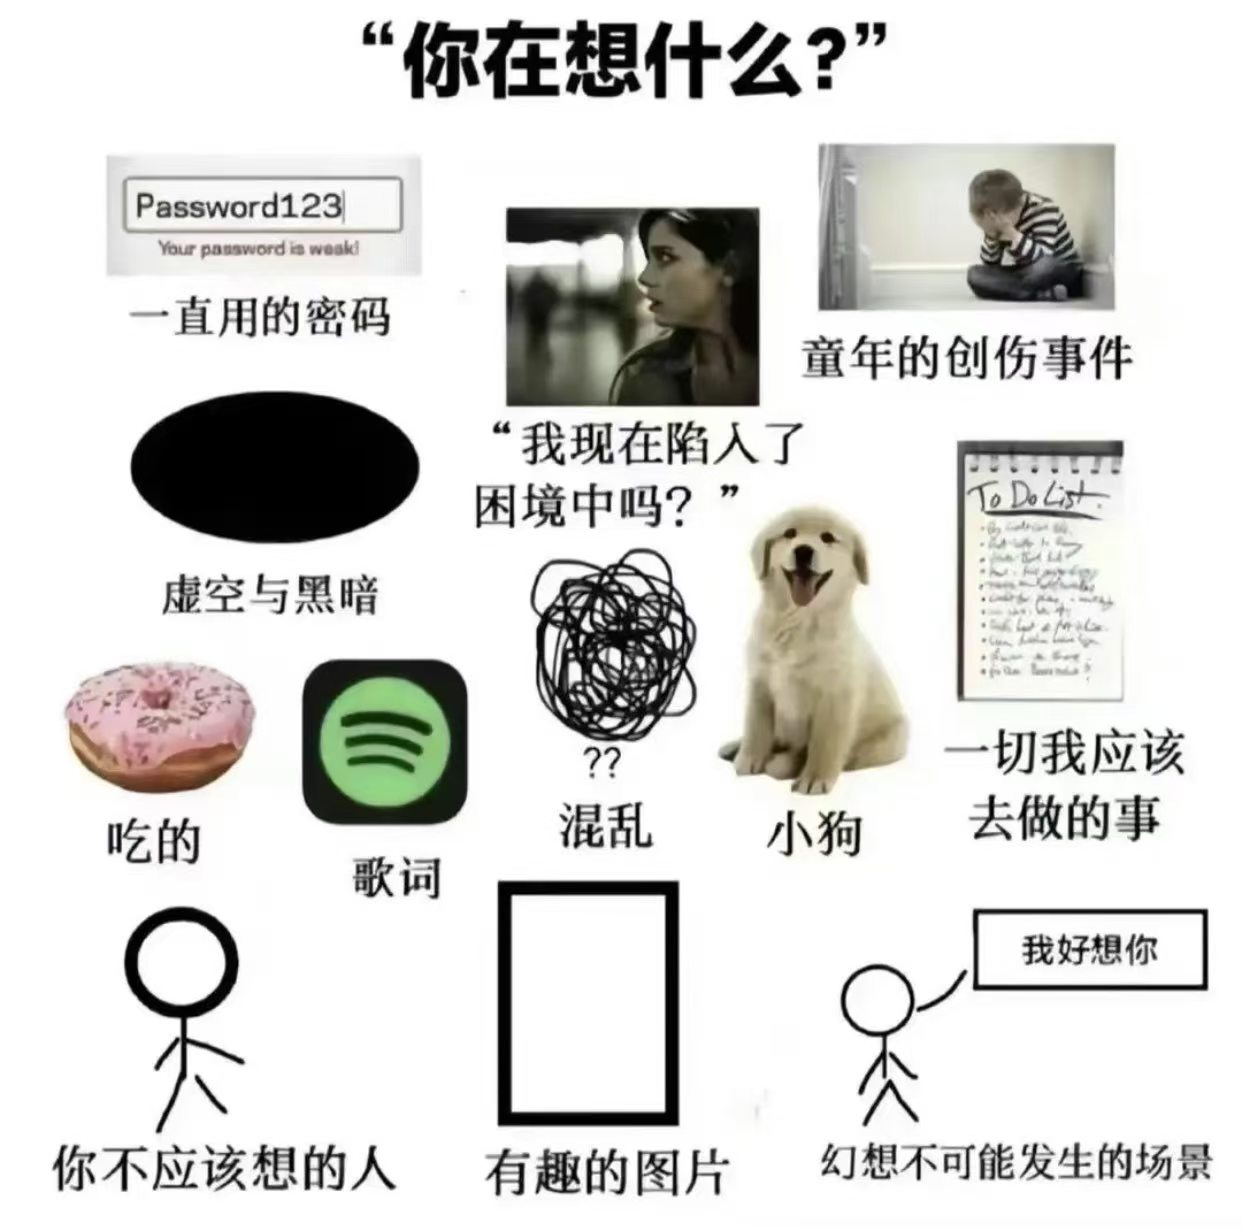 “你在想什么?”
Password123
Your password is weak!
一直用的密码
童年的创伤事件
“我现在陷入了
困境中吗？”
虚空与黑暗
To Do List
吃的
歌词
??
混乱
小狗
一切我应该
去做的事
我好想你
你不应该想的人
有趣的图片
幻想不可能发生的场景